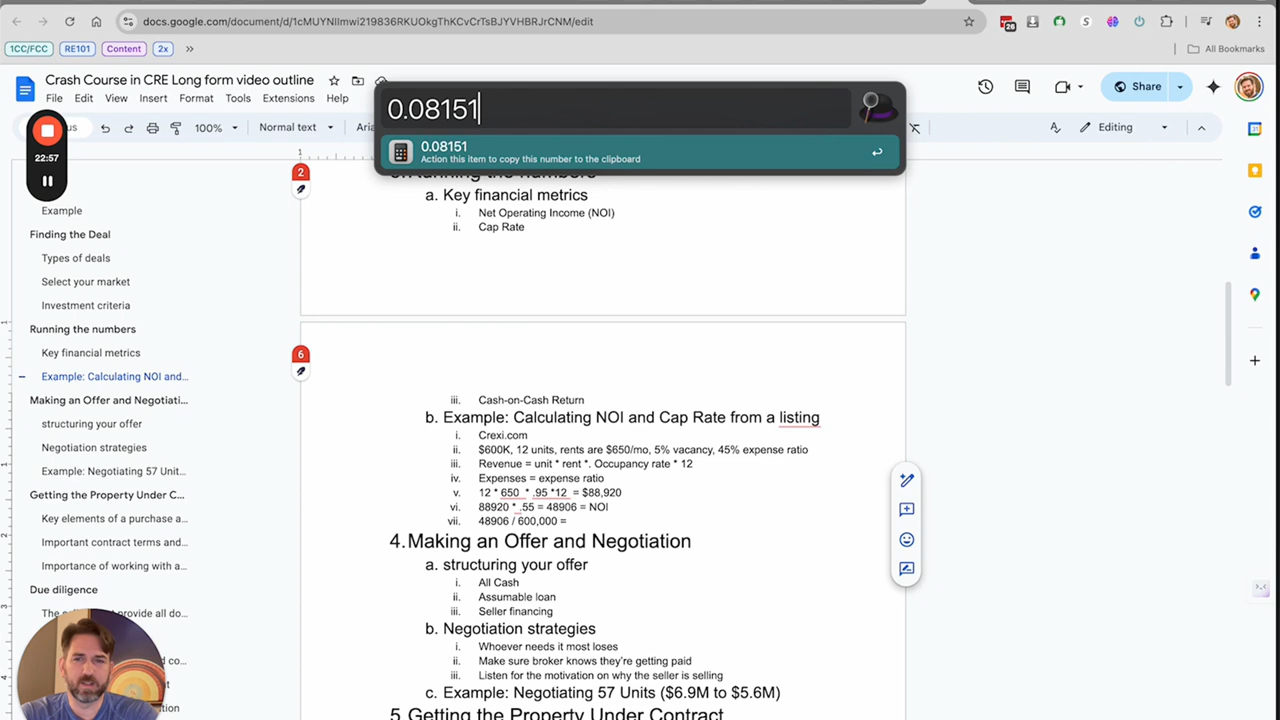 docs.google.com/document/d/1cMUYNIlmwi219836RKUOkgThKCvCrTsBJYVHBRJrCNM/edit
26
1CC/FCC
RE101
Content
2x
»
All Bookmarks
Crash Course in CRE Long form video outline
File Edit View Insert Format Tools Extensions Help
Share
100%
Normal text
Editing
0.08151
0.08151
Action this item to copy this number to the clipboard
22:57
Example
Finding the Deal
Types of deals
Select your market
Investment criteria
Running the numbers
Key financial metrics
Example: Calculating NOI and...
Making an Offer and Negotiati...
structuring your offer
Negotiation strategies
Example: Negotiating 57 Unit...
Getting the Property Under C...
Key elements of a purchase a...
Important contract terms and...
Importance of working with a...
Due diligence
1
2
a. Key financial metrics
i. Net Operating Income (NOI)
ii. Cap Rate
6
iii. Cash-on-Cash Return
b. Example: Calculating NOI and Cap Rate from a listing
i. Crexi.com
ii. $600K, 12 units, rents are $650/mo, 5% vacancy, 45% expense ratio
iii. Revenue = unit * rent *. Occupancy rate * 12
iv. Expenses = expense ratio
v. 12 * 650 * .95 *12 = $88,920
vi. 88920 * .55 = 48906 = NOI
vii. 48906 / 600,000 =
4. Making an Offer and Negotiation
a. structuring your offer
i. All Cash
ii. Assumable loan
iii. Seller financing
b. Negotiation strategies
i. Whoever needs it most loses
ii. Make sure broker knows they're getting paid
iii. Listen for the motivation on why the seller is selling
c. Example: Negotiating 57 Units ($6.9M to $5.6M)
5. Getting the Property Under Contract